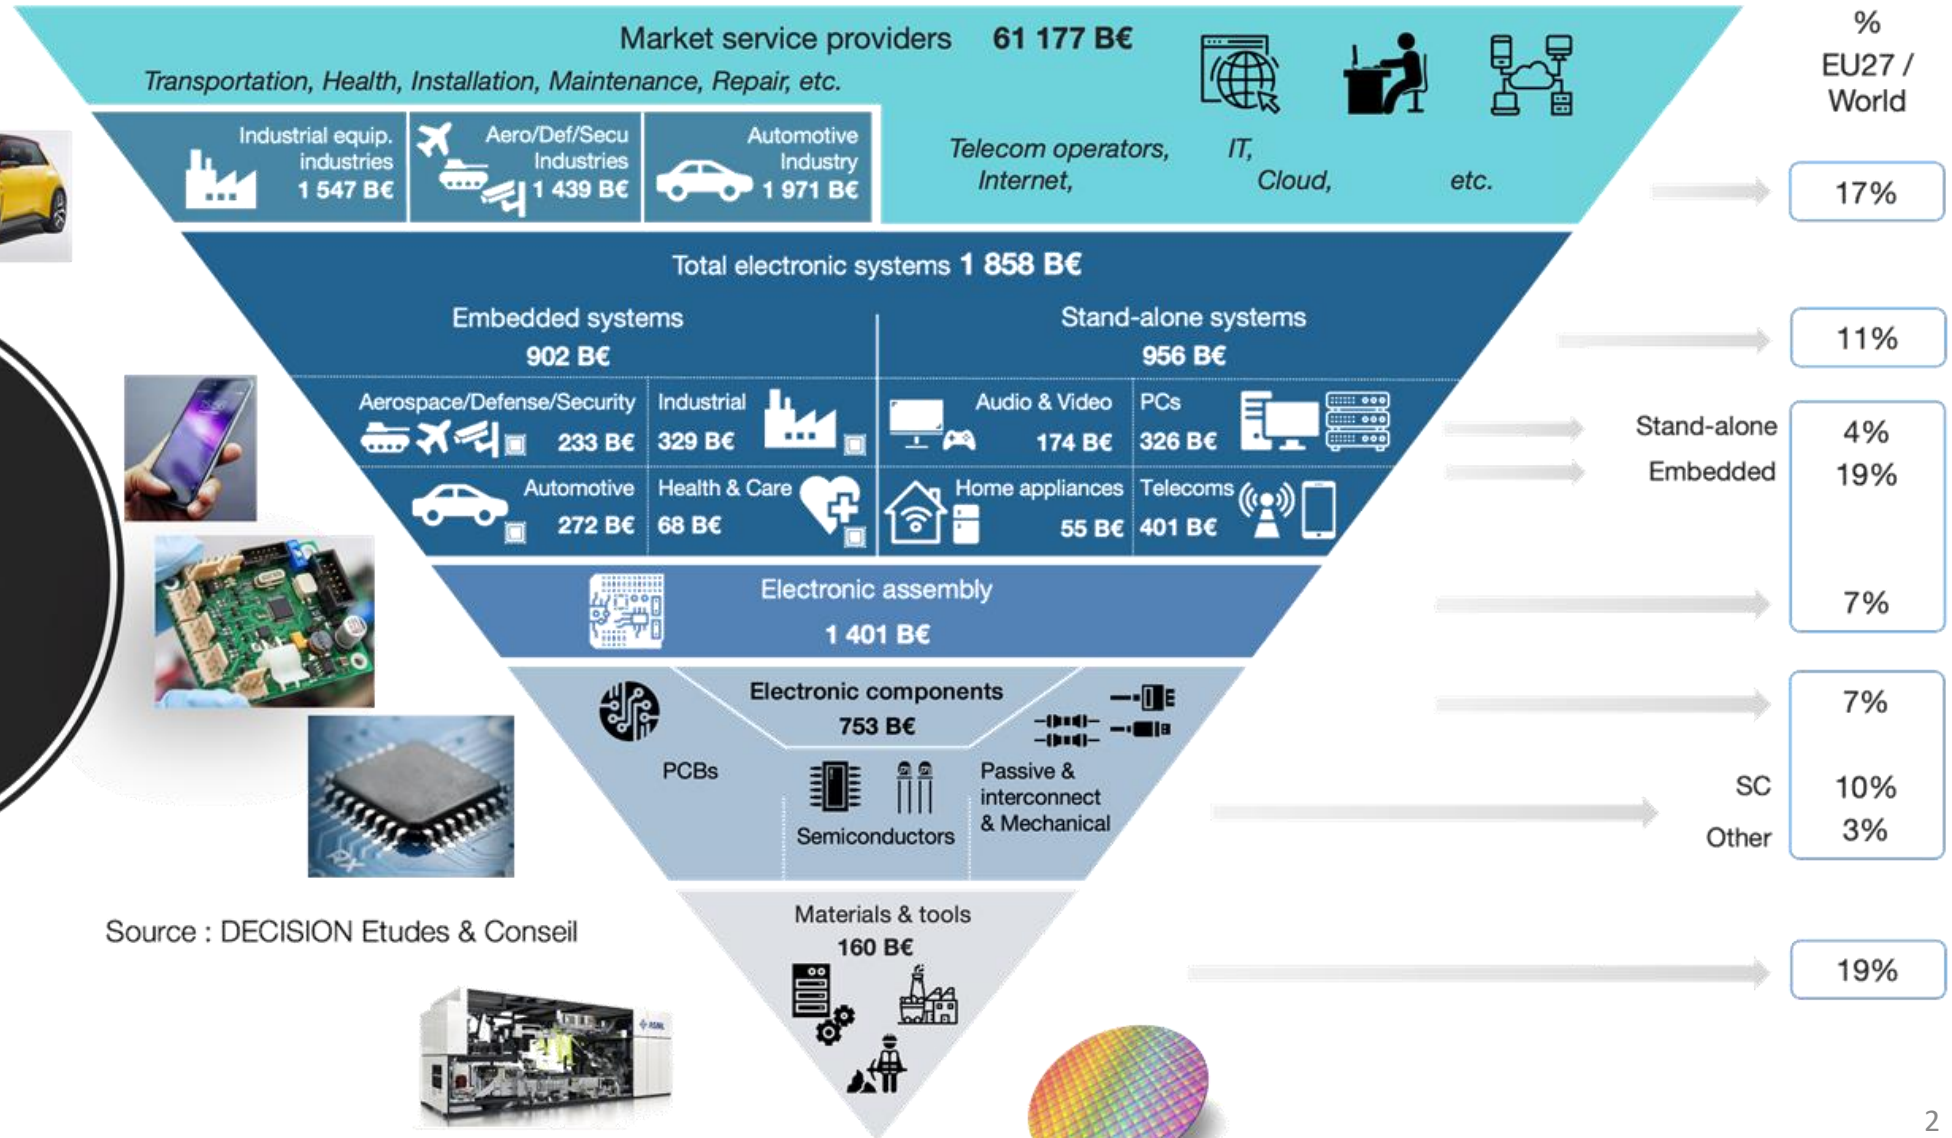 Market service providers 61 177 B€
Transportation, Health, Installation, Maintenance, Repair, etc.
Industrial equip.
industries
1 547 B€
Aero/Def/Secu
Industries
1 439 B€
Automotive
Industry
1 971 B€
Telecom operators, IT,
Internet, Cloud, etc.
%
EU27 /
World
17%
Total electronic systems 1 858 B€
11%
Embedded systems
902 B€
Stand-alone systems
956 B€
Aerospace/Defense/Security
233 B€
Industrial
329 B€
Audio & Video
174 B€
PCs
326 B€
Automotive
272 B€
Health & Care
68 B€
Home appliances
55 B€
Telecoms
401 B€
Stand-alone 4%
Embedded 19%
Electronic assembly
1 401 B€
7%
Electronic components
753 B€
7%
PCBs
Semiconductors
Passive &
interconnect
& Mechanical
SC 10%
Other 3%
Materials & tools
160 B€
19%
Source : DECISION Etudes & Conseil
ASML
2